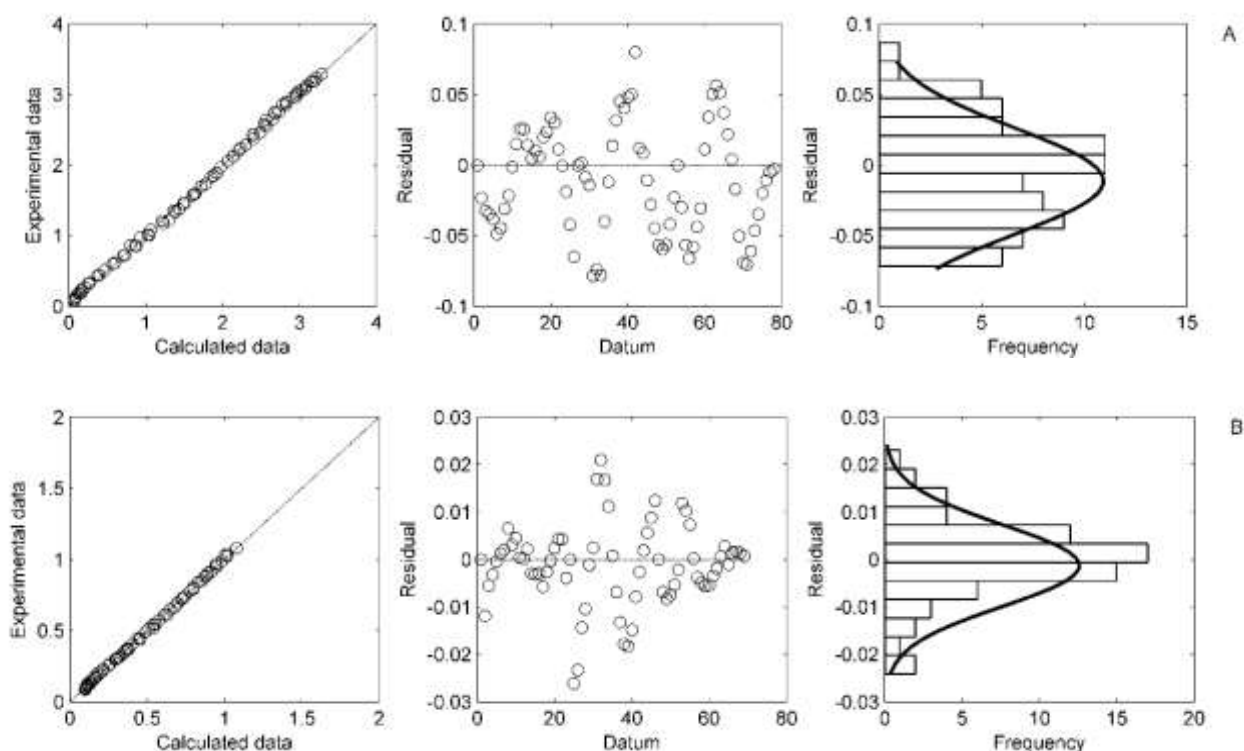 A
Experimental data
4
3
2
1
0
0 1 2 3 4
Calculated data
Residual
0.1
0.05
0
-0.05
-0.1
0 20 40 60 80
Datum
Residual
0.1
0.05
0
-0.05
-0.1
0 5 10 15
Frequency
B
Experimental data
2
1.5
1
0.5
0
0 0.5 1 1.5 2
Calculated data
Residual
0.03
0.02
0.01
0
-0.01
-0.02
-0.03
0 20 40 60 80
Datum
Residual
0.03
0.02
0.01
0
-0.01
-0.02
-0.03
0 5 10 15 20
Frequency